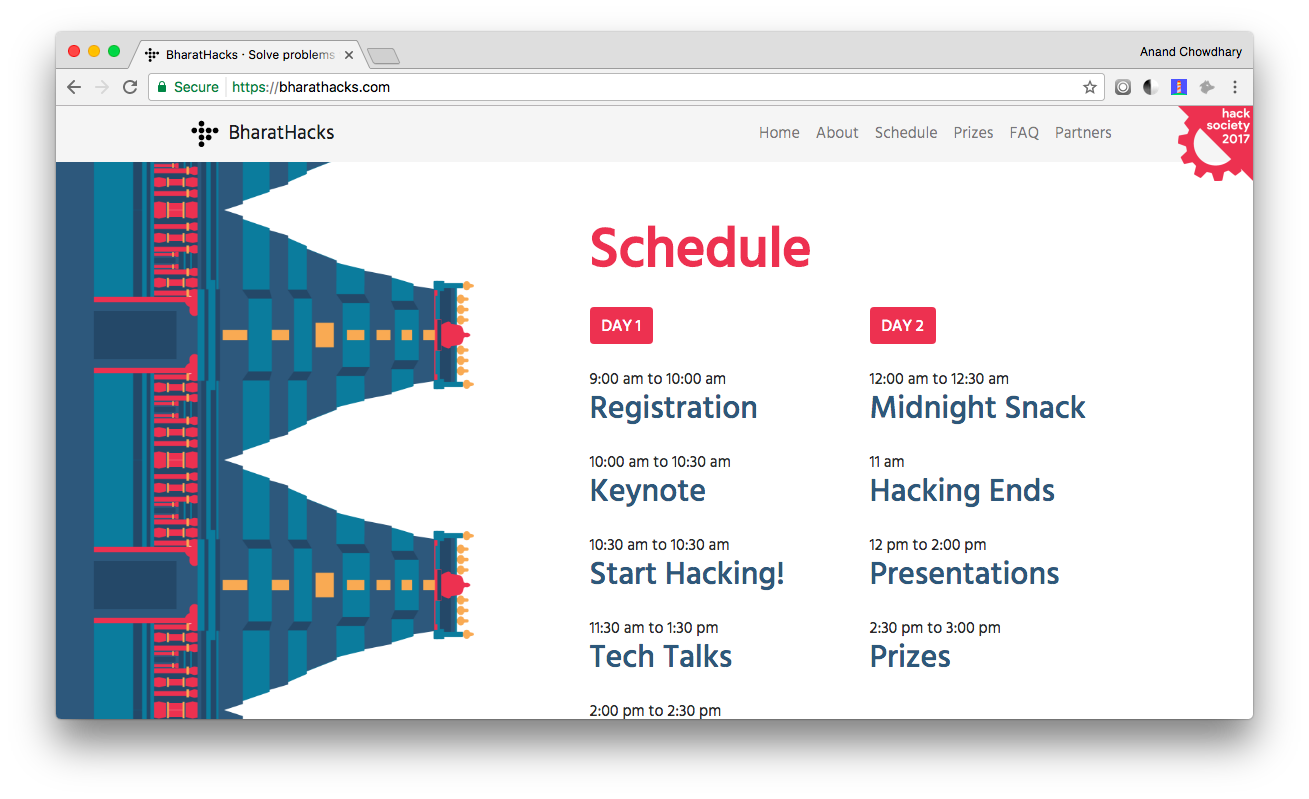 BharatHacks · Solve problems
Anand Chowdhary
Secure
https://bharathacks.com
BharatHacks
Home
About
Schedule
Prizes
FAQ
Partners
hack
society
2017
Schedule
DAY 1
9:00 am to 10:00 am
Registration
10:00 am to 10:30 am
Keynote
10:30 am to 10:30 am
Start Hacking!
11:30 am to 1:30 pm
Tech Talks
2:00 pm to 2:30 pm
DAY 2
12:00 am to 12:30 am
Midnight Snack
11 am
Hacking Ends
12 pm to 2:00 pm
Presentations
2:30 pm to 3:00 pm
Prizes